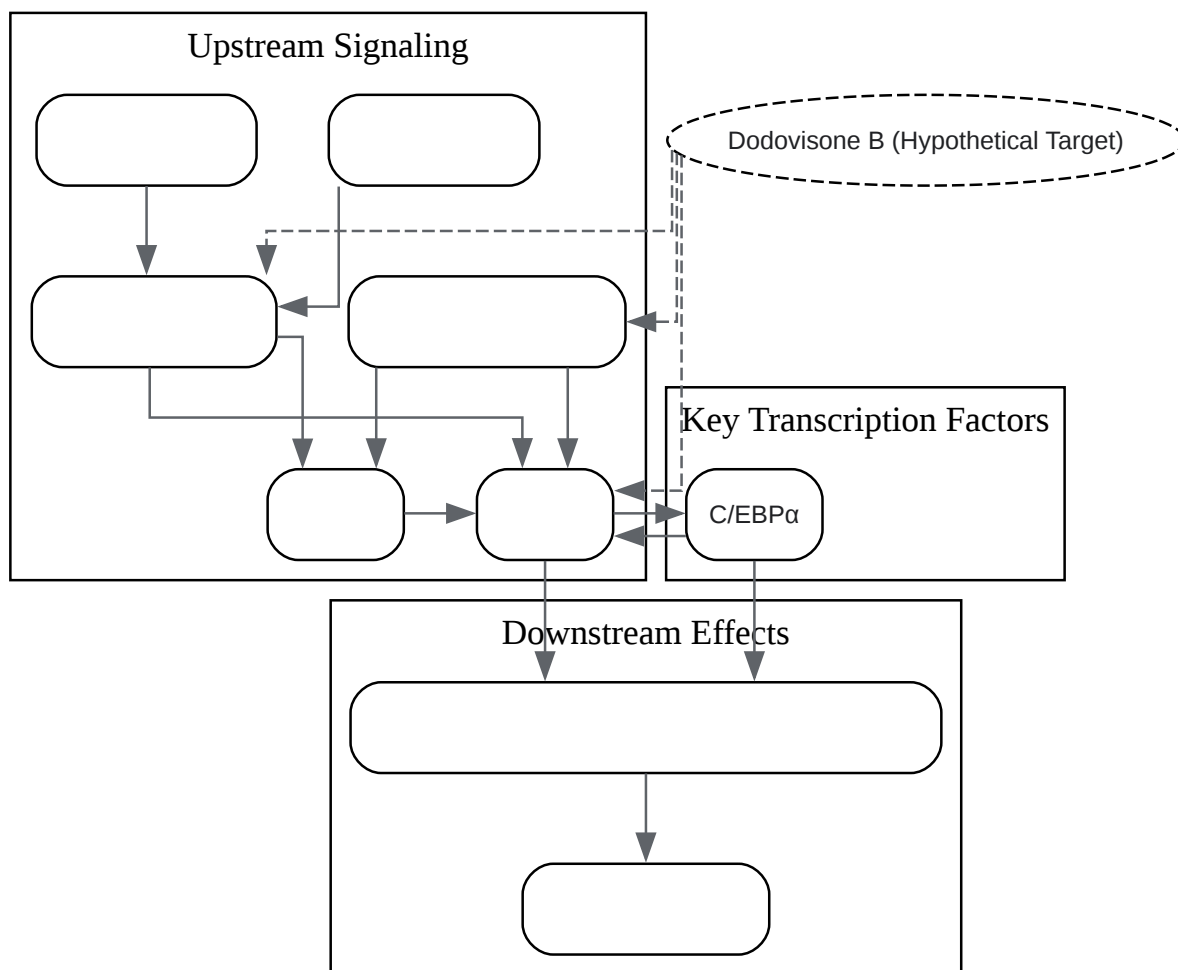 Upstream Signaling
Dodovisone B (Hypothetical Target)
Key Transcription Factors
C/EBPα
Downstream Effects